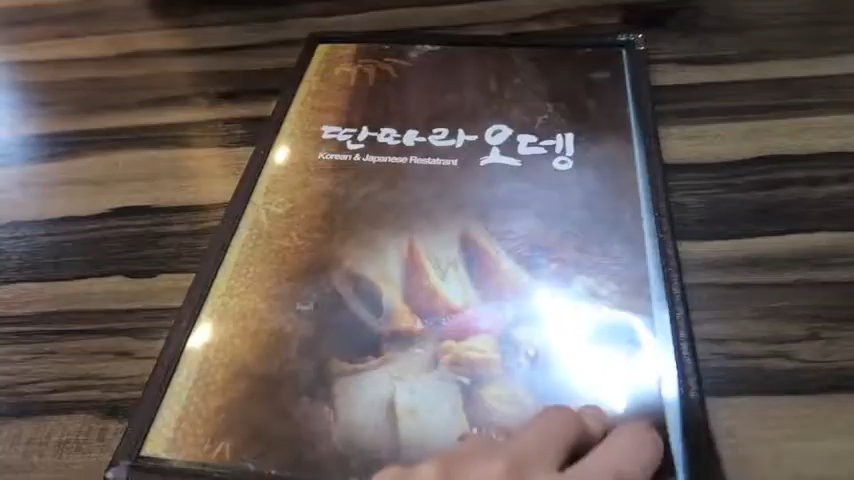 딴따라오뎅
Korean & Japanese Restatrant